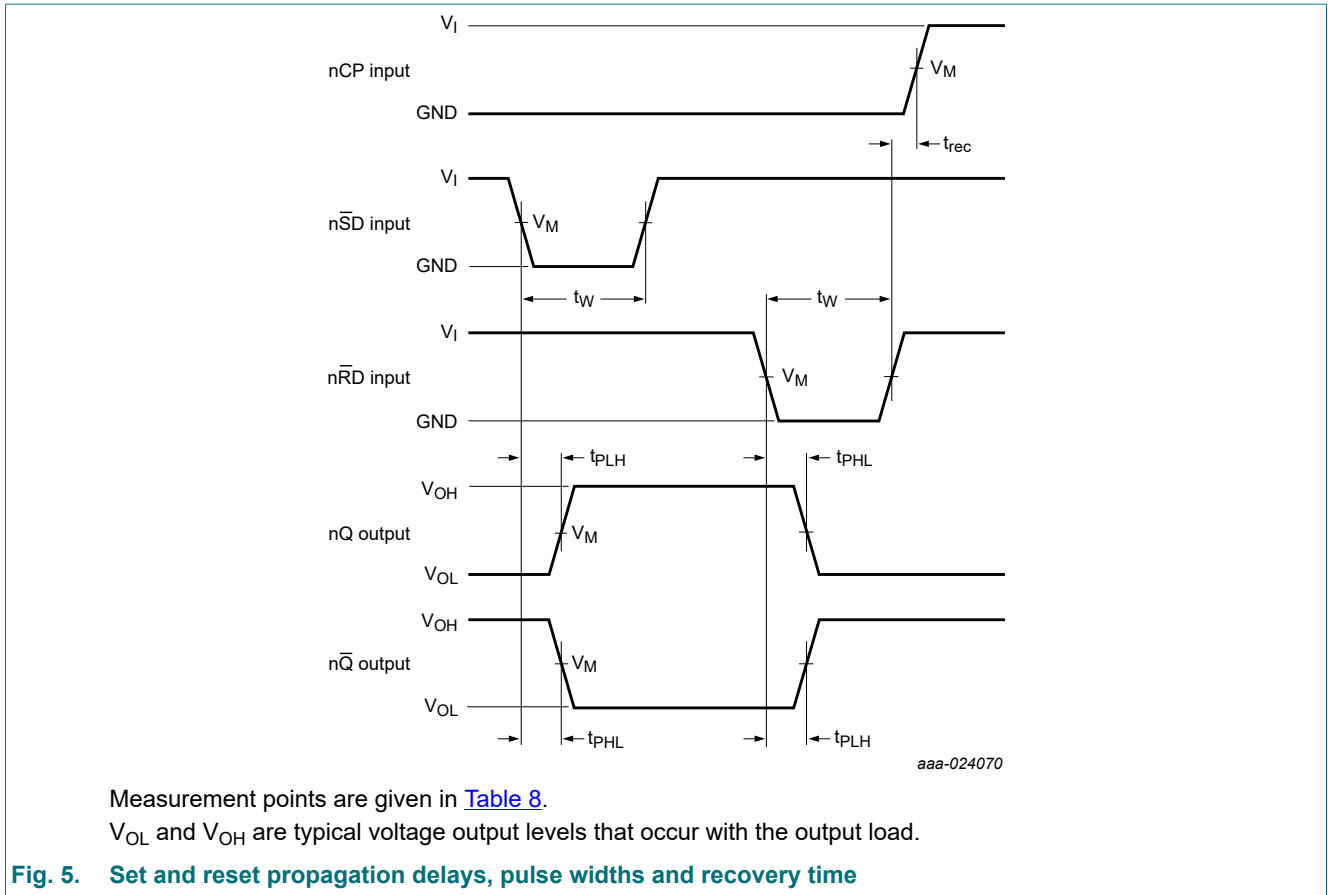 V_I
nCP input
V_M
GND
t_rec
V_I
nS̅D input
V_M
GND
t_W
t_W
V_I
nR̅D input
V_M
GND
t_PLH
t_PHL
V_OH
nQ output
V_M
V_OL
V_OH
nQ̅ output
V_M
V_OL
t_PHL
t_PLH
aaa-024070
Measurement points are given in Table 8.
V_OL and V_OH are typical voltage output levels that occur with the output load.
Fig. 5. Set and reset propagation delays, pulse widths and recovery time